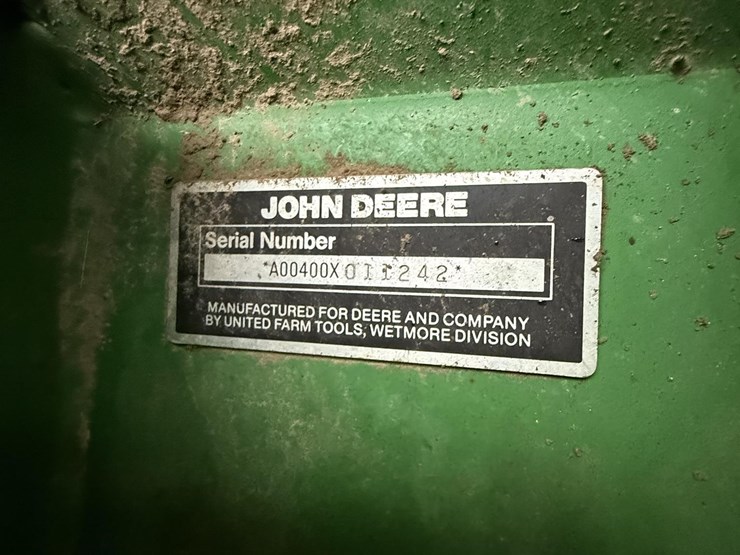 JOHN DEERE
Serial Number
*A00400X011242*
MANUFACTURED FOR DEERE AND COMPANY
BY UNITED FARM TOOLS, WETMORE DIVISION